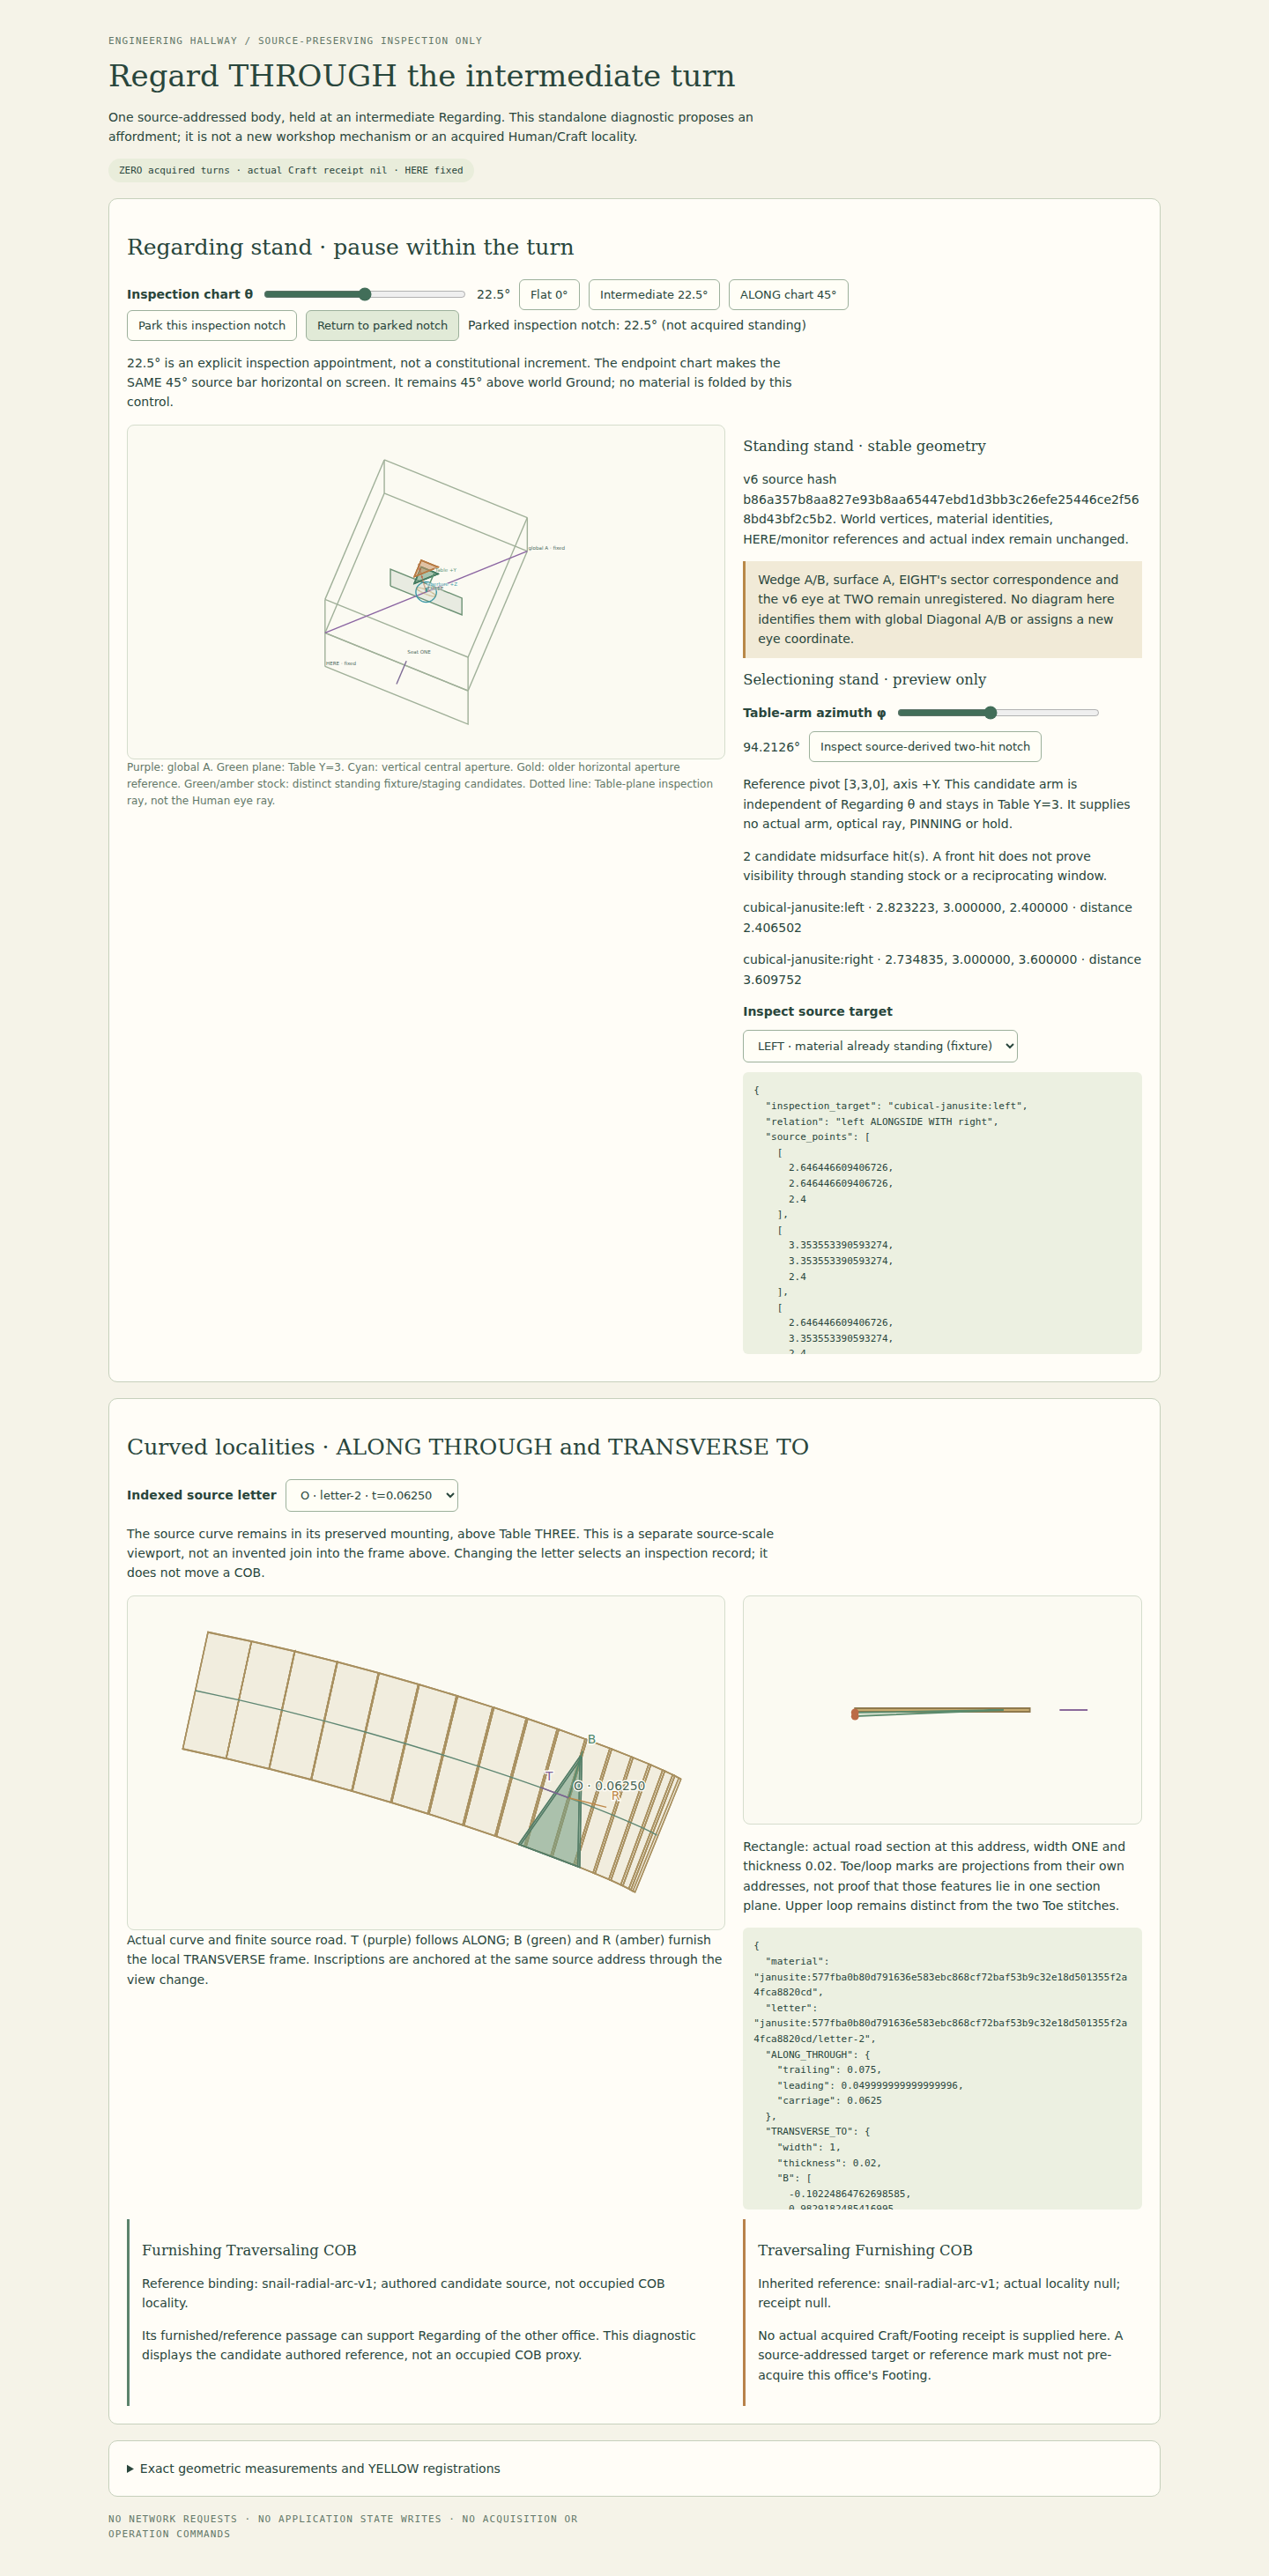 ENGINEERING HALLWAY / SOURCE-PRESERVING INSPECTION ONLY
Regard THROUGH the intermediate turn
One source-addressed body, held at an intermediate Regarding. This standalone diagnostic proposes an
affordment; it is not a new workshop mechanism or an acquired Human/Craft locality.
ZERO acquired turns · actual Craft receipt nil · HERE fixed
Regarding stand · pause within the turn
Inspection chart θ 22.5° Flat 0° Intermediate 22.5° ALONG chart 45°
Park this inspection notch Return to parked notch Parked inspection notch: 22.5° (not acquired standing)
22.5° is an explicit inspection appointment, not a constitutional increment. The endpoint chart makes the
SAME 45° source bar horizontal on screen. It remains 45° above world Ground; no material is folded by this
control.
global A · fixed
Seat ONE
HERE · fixed
Purple: global A. Green plane: Table Y=3. Cyan: vertical central aperture. Gold: older horizontal aperture
reference. Green/amber stock: distinct standing fixture/staging candidates. Dotted line: Table-plane inspection
ray, not the Human eye ray.
Standing stand · stable geometry
v6 source hash
b86a357b8aa827e93b8aa65447ebd1d3bb3c26efe25446ce2f56
8bd43bf2c5b2. World vertices, material identities,
HERE/monitor references and actual index remain unchanged.
Wedge A/B, surface A, EIGHT's sector correspondence and
the v6 eye at TWO remain unregistered. No diagram here
identifies them with global Diagonal A/B or assigns a new
eye coordinate.
Selectioning stand · preview only
Table-arm azimuth φ
94.2126° Inspect source-derived two-hit notch
Reference pivot [3,3,0], axis +Y. This candidate arm is
independent of Regarding θ and stays in Table Y=3. It supplies
no actual arm, optical ray, PINNING or hold.
2 candidate midsurface hit(s). A front hit does not prove
visibility through standing stock or a reciprocating window.
cubical-janusite:left · 2.823223, 3.000000, 2.400000 · distance
2.406502
cubical-janusite:right · 2.734835, 3.000000, 3.600000 · distance
3.609752
Inspect source target
LEFT · material already standing (fixture)
{
"inspection_target": "cubical-janusite:left",
"relation": "left ALONGSIDE WITH right",
"source_points": [
[
2.646446609406726,
2.646446609406726,
2.4
],
[
3.353553390593274,
3.353553390593274,
2.4
],
[
2.646446609406726,
3.353553390593274,
2.4
Curved localities · ALONG THROUGH and TRANSVERSE TO
Indexed source letter O · letter-2 · t=0.06250
The source curve remains in its preserved mounting, above Table THREE. This is a separate source-scale
viewport, not an invented join into the frame above. Changing the letter selects an inspection record; it
does not move a COB.
B
T
O · 0.06250
R
Actual curve and finite source road. T (purple) follows ALONG; B (green) and R (amber) furnish
the local TRANSVERSE frame. Inscriptions are anchored at the same source address through the
view change.
Rectangle: actual road section at this address, width ONE and
thickness 0.02. Toe/loop marks are projections from their own
addresses, not proof that those features lie in one section
plane. Upper loop remains distinct from the two Toe stitches.
{
"material":
"janusite:577fba0b80d791636e583ebc868cf72baf53b9c32e18d501355f2a
4fca8820cd",
"letter":
"janusite:577fba0b80d791636e583ebc868cf72baf53b9c32e18d501355f2a
4fca8820cd/letter-2",
"ALONG_THROUGH": {
"trailing": 0.075,
"leading": 0.049999999999999996,
"carriage": 0.0625
},
"TRANSVERSE_TO": {
"width": 1,
"thickness": 0.02,
"B": [
-0.10224864762698585,
0.9829182485416995
Furnishing Traversaling COB
Reference binding: snail-radial-arc-v1; authored candidate source, not occupied COB
locality.
Its furnished/reference passage can support Regarding of the other office. This diagnostic
displays the candidate authored reference, not an occupied COB proxy.
Traversaling Furnishing COB
Inherited reference: snail-radial-arc-v1; actual locality null;
receipt null.
No actual acquired Craft/Footing receipt is supplied here. A
source-addressed target or reference mark must not pre-
acquire this office's Footing.
Exact geometric measurements and YELLOW registrations
NO NETWORK REQUESTS · NO APPLICATION STATE WRITES · NO ACQUISITION OR
OPERATION COMMANDS